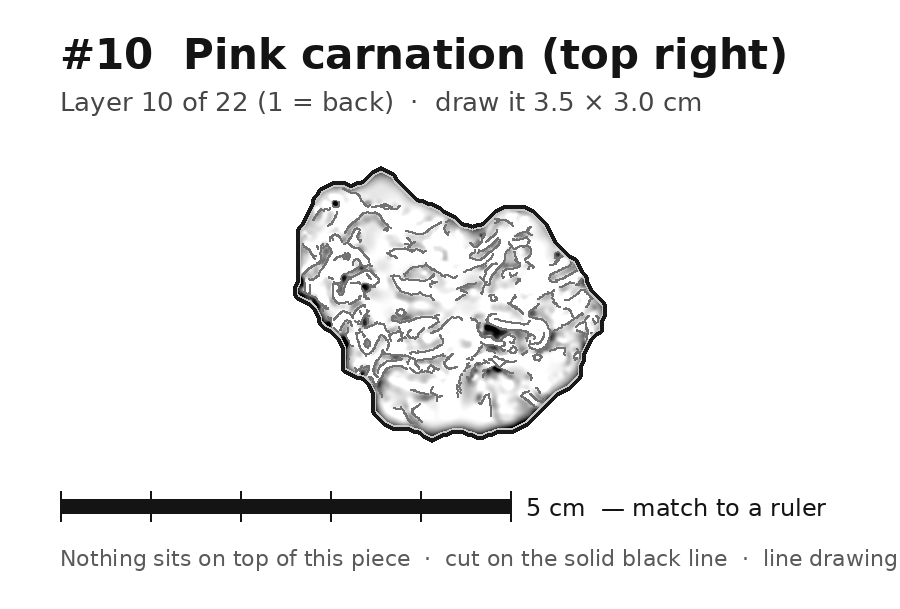 #10 Pink carnation (top right)
Layer 10 of 22 (1 = back) · draw it 3.5 × 3.0 cm
5 cm — match to a ruler
Nothing sits on top of this piece · cut on the solid black line · line drawing